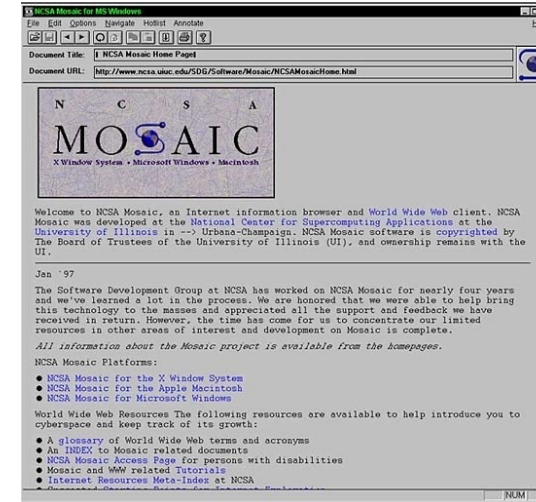 NCSA Mosaic for MS Windows
File Edit Options Navigate Hotlist Annotate
Document Title: NCSA Mosaic Home Page
Document URL: http://www.ncsa.uiuc.edu/SDG/Software/Mosaic/NCSAMosaicHome.html
N C S A
MOSAIC
X Window System • Microsoft Windows • Macintosh
Welcome to NCSA Mosaic, an Internet information browser and World Wide Web client. NCSA
Mosaic was developed at the National Center for Supercomputing Applications at the
University of Illinois in --> Urbana-Champaign. NCSA Mosaic software is copyrighted by
The Board of Trustees of the University of Illinois (UI), and ownership remains with the
UI.
Jan '97
The Software Development Group at NCSA has worked on NCSA Mosaic for nearly four years
and we've learned a lot in the process. We are honored that we were able to help bring
this technology to the masses and appreciated all the support and feedback we have
received in return. However, the time has come for us to concentrate our limited
resources in other areas of interest and development on Mosaic is complete.
All information about the Mosaic project is available from the homepages.
NCSA Mosaic Platforms:
● NCSA Mosaic for the X Window System
● NCSA Mosaic for the Apple Macintosh
● NCSA Mosaic for Microsoft Windows
World Wide Web Resources The following resources are available to help introduce you to
cyberspace and keep track of its growth:
● A glossary of World Wide Web terms and acronyms
● An INDEX to Mosaic related documents
● NCSA Mosaic Access Page for persons with disabilities
● Mosaic and WWW related Tutorials
● Internet Resources Meta-Index at NCSA
NUM